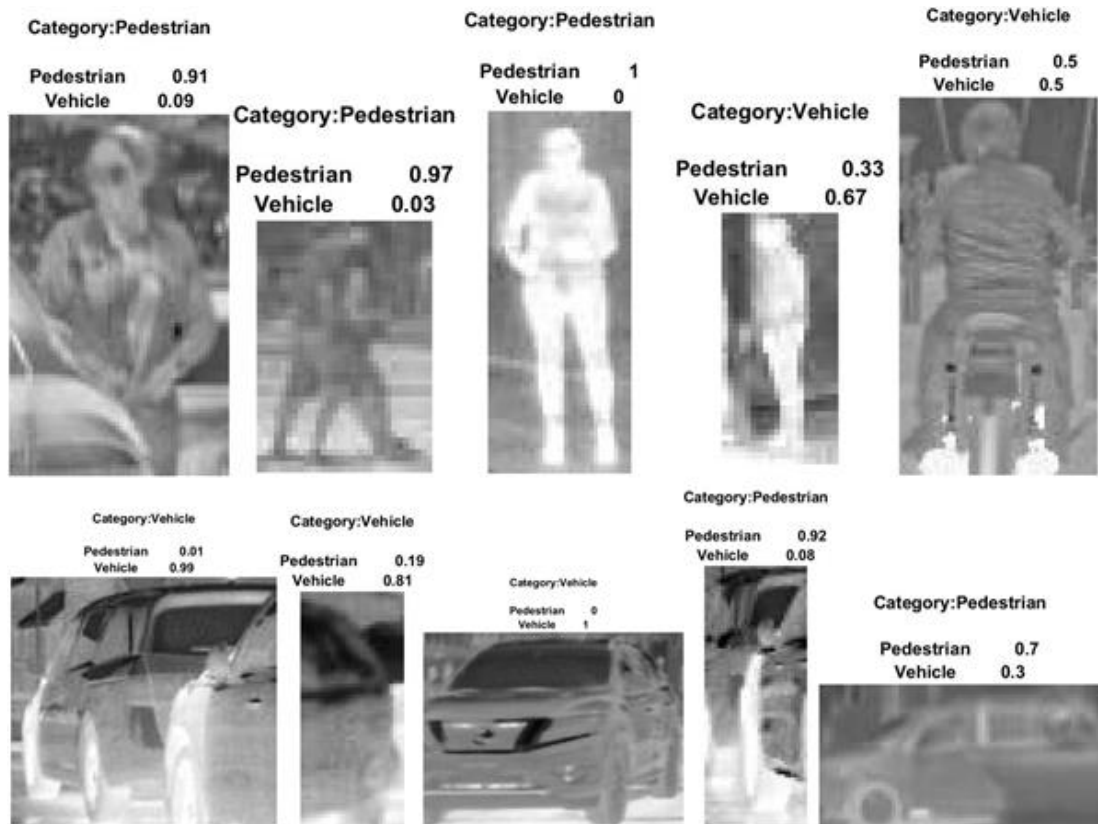 Category:Pedestrian
Pedestrian 0.91
Vehicle 0.09
Category:Pedestrian
Pedestrian 0.97
Vehicle 0.03
Category:Pedestrian
Pedestrian 1
Vehicle 0
Category:Vehicle
Pedestrian 0.33
Vehicle 0.67
Category:Vehicle
Pedestrian 0.5
Vehicle 0.5
Category:Vehicle
Pedestrian 0.01
Vehicle 0.99
Category:Vehicle
Pedestrian 0.19
Vehicle 0.81
Category:Vehicle
Pedestrian 0
Vehicle 1
Category:Pedestrian
Pedestrian 0.92
Vehicle 0.08
Category:Pedestrian
Pedestrian 0.7
Vehicle 0.3